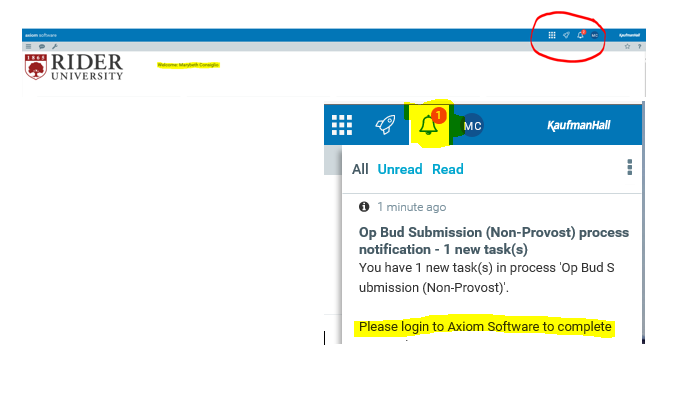 axiom software
KaufmanHall
MC
?
1865
RIDER
UNIVERSITY
Welcome: Marybeth Consiglio
1
MC
KaufmanHall
All Unread Read
1 minute ago
Op Bud Submission (Non-Provost) process
notification - 1 new task(s)
You have 1 new task(s) in process 'Op Bud S
ubmission (Non-Provost)'.
Please login to Axiom Software to complete